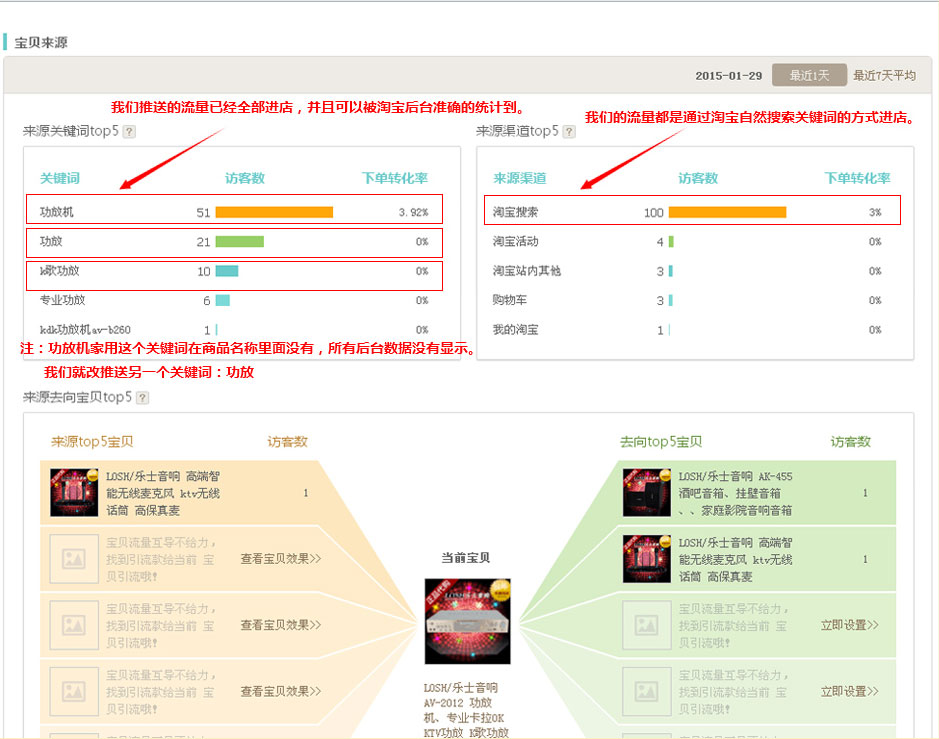 宝贝来源
2015-01-29 最近1天 最近7天平均
我们推送的流量已经全部进店，并且可以被淘宝后台准确的统计到。
我们的流量都是通过淘宝自然搜索关键词的方式进店。
来源关键词top5 ?
来源渠道top5 ?
关键词 访客数 下单转化率
功放机 51 3.92%
功放 21 0%
k歌功放 10 0%
专业功放 6 0%
kdk功放机av-b260 1 0%
来源渠道 访客数 下单转化率
淘宝搜索 100 3%
淘宝活动 4 0%
淘宝站内其他 3 0%
购物车 3 0%
我的淘宝 1 0%
注：功放机家用这个关键词在商品名称里面没有，所有后台数据没有显示。
我们就改推送另一个关键词：功放
来源去向宝贝top5 ?
来源top5宝贝 访客数
LOSH/乐士音响 高端智
能无线麦克风 ktv无线
话筒 高保真麦
1
宝贝流量互导不给力，
找到引流款给当前 宝
贝引流哦！
查看宝贝效果>>
宝贝流量互导不给力，
找到引流款给当前 宝
贝引流哦！
查看宝贝效果>>
宝贝流量互导不给力，
找到引流款给当前 宝
贝引流哦！
查看宝贝效果>>
当前宝贝
LOSH/乐士音响
AV-2012 功放
机、专业卡拉OK
KTV功放 K歌功放
去向top5宝贝 访客数
LOSH/乐士音响 AK-455
酒吧音箱、挂壁音箱
、、家庭影院音响音箱
1
LOSH/乐士音响 高端智
能无线麦克风 ktv无线
话筒 高保真麦
1
宝贝流量互导不给力，
找到引流款给当前 宝
贝引流哦！
立即设置>>
宝贝流量互导不给力，
找到引流款给当前 宝
贝引流哦！
立即设置>>